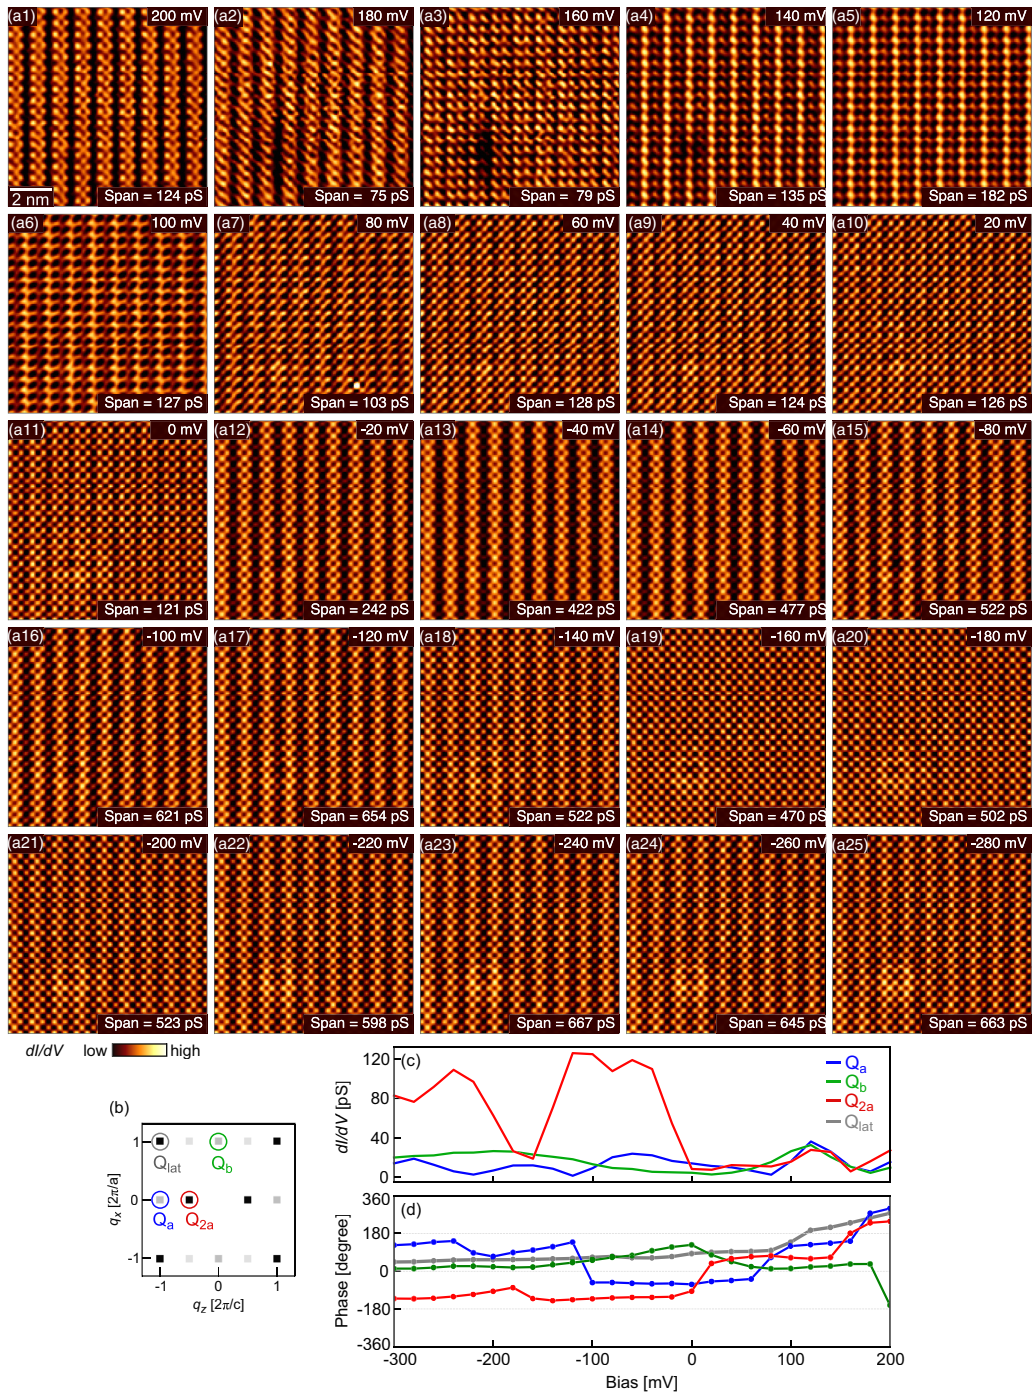 (a1) 200 mV
2 nm
Span = 124 pS
(a2) 180 mV
Span = 75 pS
(a3) 160 mV
Span = 79 pS
(a4) 140 mV
Span = 135 pS
(a5) 120 mV
Span = 182 pS
(a6) 100 mV
Span = 127 pS
(a7) 80 mV
Span = 103 pS
(a8) 60 mV
Span = 128 pS
(a9) 40 mV
Span = 124 pS
(a10) 20 mV
Span = 126 pS
(a11) 0 mV
Span = 121 pS
(a12) -20 mV
Span = 242 pS
(a13) -40 mV
Span = 422 pS
(a14) -60 mV
Span = 477 pS
(a15) -80 mV
Span = 522 pS
(a16) -100 mV
Span = 621 pS
(a17) -120 mV
Span = 654 pS
(a18) -140 mV
Span = 522 pS
(a19) -160 mV
Span = 470 pS
(a20) -180 mV
Span = 502 pS
(a21) -200 mV
Span = 523 pS
(a22) -220 mV
Span = 598 pS
(a23) -240 mV
Span = 667 pS
(a24) -260 mV
Span = 645 pS
(a25) -280 mV
Span = 663 pS
dI/dV low high
(b)
qx [2π/a]
1
0
-1
Qlat
Qb
Qa
Q2a
-1 0 1
qz [2π/c]
(c)
dI/dV [pS]
120
80
40
0
Qa
Qb
Q2a
Qlat
(d)
Phase [degree]
360
180
0
-180
-360
-300 -200 -100 0 100 200
Bias [mV]